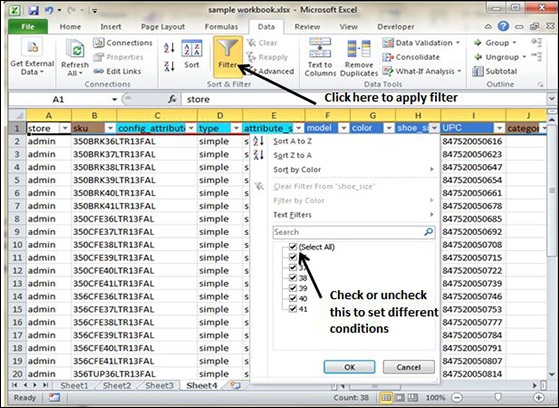 sample workbook.xlsx - Microsoft Excel
File Home Insert Page Layout Formulas Data Review View Developer
Get External Data Refresh All Connections Properties Edit Links Sort Filter Clear Reapply Advanced Text to Columns Remove Duplicates Data Validation Consolidate What-If Analysis Group Ungroup Subtotal
Connections Sort & Filter Data Tools Outline
Click here to apply filter
A1 fx store
A B C D E F G H I J
1 store sku config_attribut type attribute_s model color shoe_si UPC categor
2 admin 350BRK36LTR13FAL simple s 847520050616
3 admin 350BRK37LTR13FAL simple s 847520050623
4 admin 350BRK38LTR13FAL simple s 847520050630
5 admin 350BRK39LTR13FAL simple s 847520050647
6 admin 350BRK40LTR13FAL simple s 847520050654
7 admin 350BRK41LTR13FAL simple s 847520050661
8 admin 350CFE36LTR13FAL simple s 847520050678
9 admin 350CFE37LTR13FAL simple s 847520050685
10 admin 350CFE38LTR13FAL simple s 847520050708
11 admin 350CFE39LTR13FAL simple s 847520050715
12 admin 350CFE40LTR13FAL simple s 847520050722
13 admin 350CFE41LTR13FAL simple s 847520050739
14 admin 356CFE36LTR13FAL simple s 847520050746
15 admin 356CFE37LTR13FAL simple s 847520050753
16 admin 356CFE38LTR13FAL simple s 847520050777
17 admin 356CFE39LTR13FAL simple s 847520050784
18 admin 356CFE40LTR13FAL simple s 847520050791
19 admin 356CFE41LTR13FAL simple s 847520050807
20 admin 356TUP36LTR13FAL simple s 847520050814
Sort A to Z
Sort Z to A
Sort by Color
Clear Filter From "shoe_size"
Filter by Color
Text Filters
Search
(Select All)
37
38
39
40
41
Check or uncheck
this to set different
conditions
OK Cancel
Sheet1 Sheet2 Sheet3 Sheet4
Ready Count: 38 100%